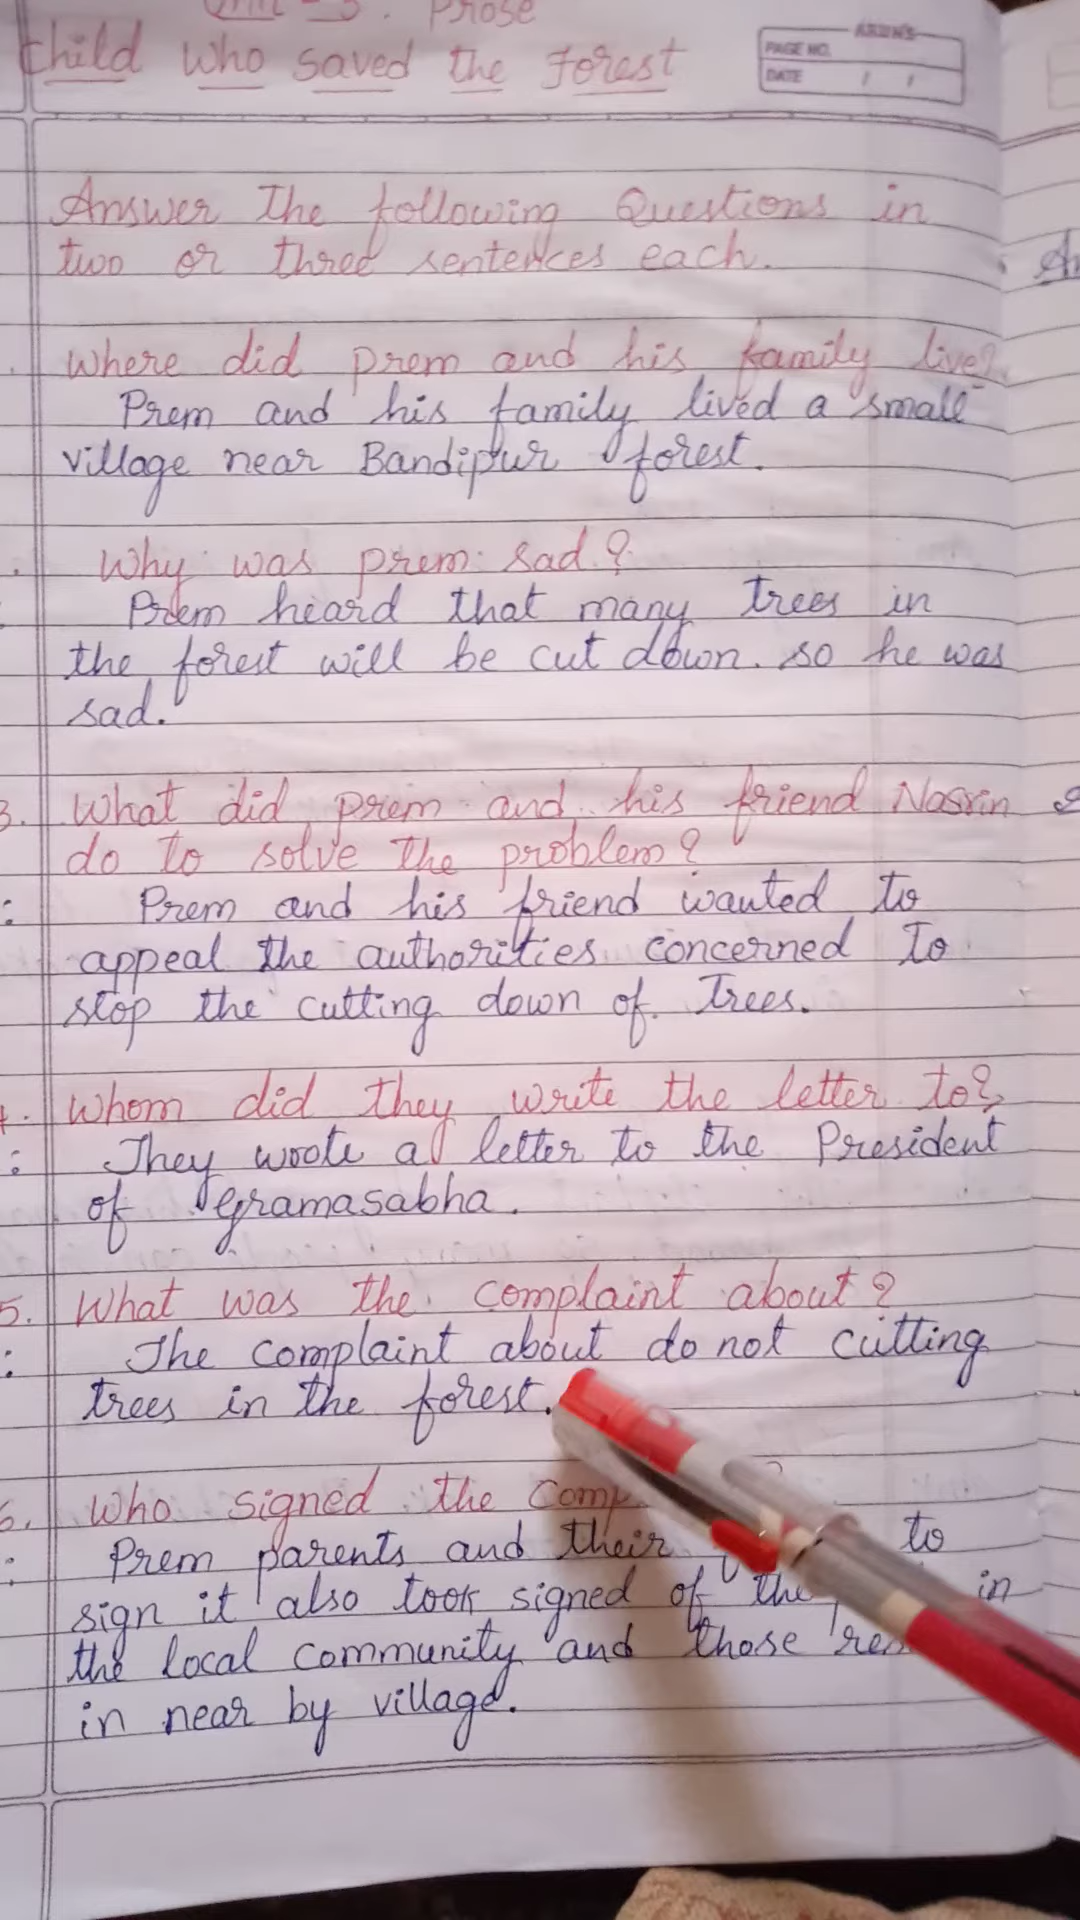 Unit - 3. Prose
Child who saved the Forest
ARUN'S
PAGE NO.
DATE / /
Answer The following Questions in
two or three sentences each.
Where did prem and his family live?
Prem and his family lived a small
village near Bandipur forest.
Why was prem sad?
Prem heard that many trees in
the forest will be cut down. so he was
sad.
3. What did prem and his friend Nasrin
do to solve the problem?
: Prem and his friend wanted to
appeal the authorities concerned to
stop the cutting down of Trees.
4. Whom did they write the letter to?
: They wrote a letter to the President
of gramasabha.
5. What was the complaint about?
: The complaint about do not cutting
trees in the forest.
6. Who signed the
: Prem parents and their to
sign it also took signed of the in
the local community and those
in near by village.